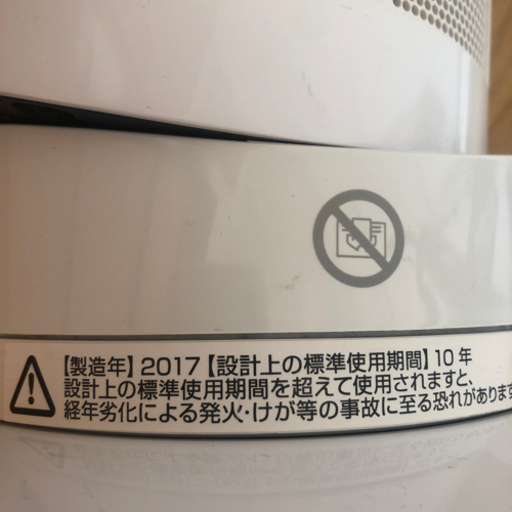 【製造年】2017【設計上の標準使用期間】10年
設計上の標準使用期間を超えて使用されますと、
経年劣化による発火・けが等の事故に至る恐れがあります